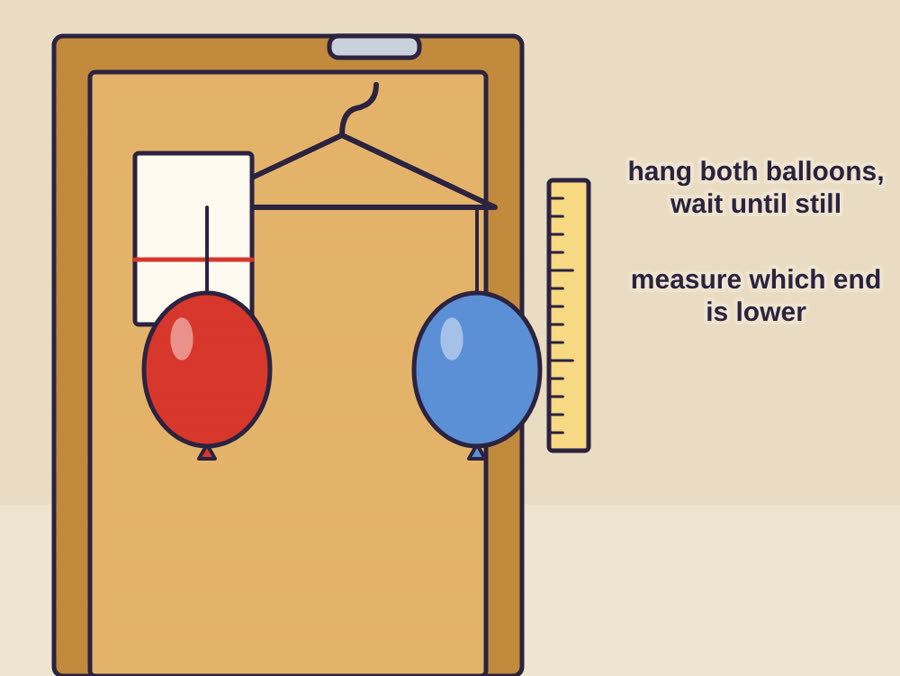 hang both balloons,
wait until still
measure which end
is lower